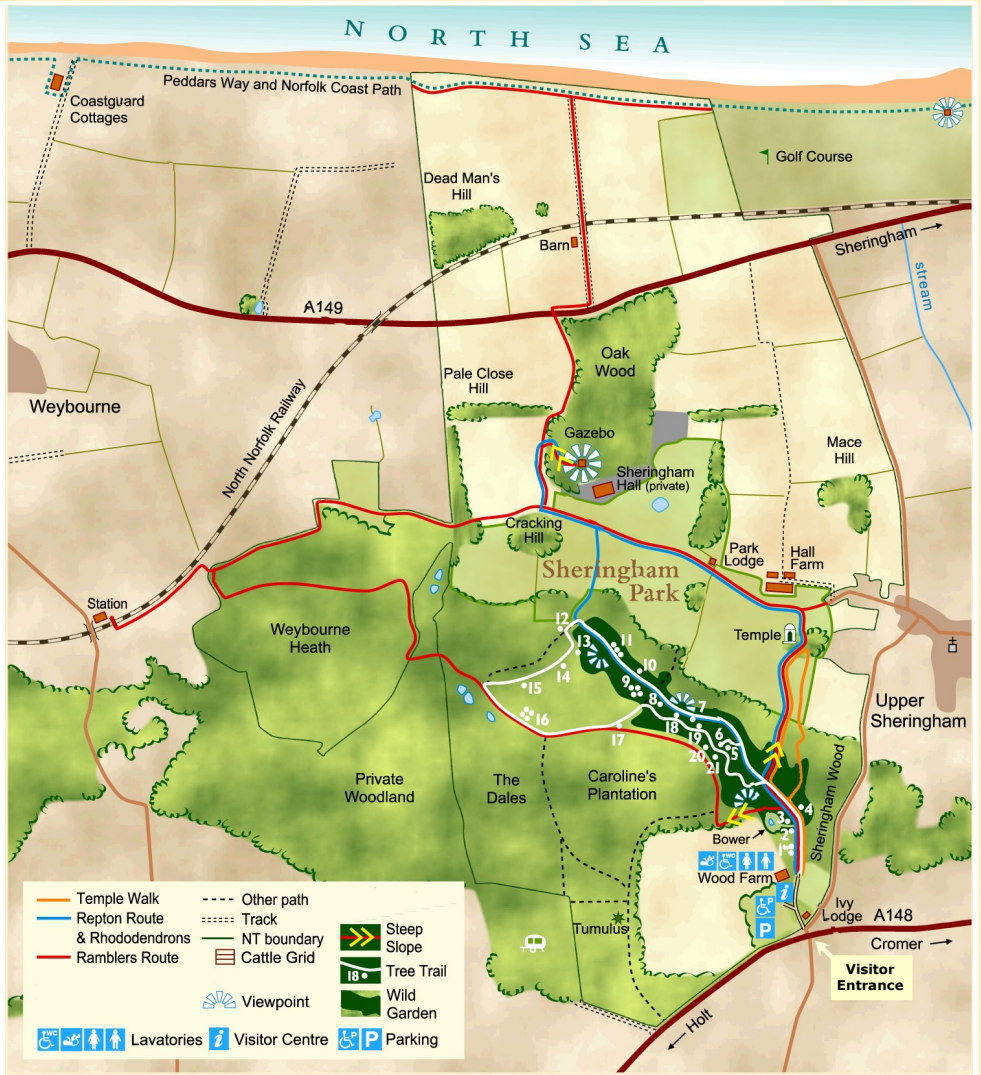 NORTH SEA
Peddars Way and Norfolk Coast Path
Coastguard
Cottages
Golf Course
Dead Man's
Hill
Barn
Sheringham
stream
A149
Oak
Wood
Pale Close
Hill
Weybourne
North Norfolk Railway
Gazebo
Mace
Hill
Sheringham
Hall (private)
Cracking
Hill
Park
Lodge
Hall
Farm
Sheringham
Park
Station
Weybourne
Heath
Temple
12
13
11
14
10
15
9
8
7
16
18
17
19
6
5
20
21
Upper
Sheringham
Private
Woodland
The
Dales
Caroline's
Plantation
Sheringham Wood
4
3
2
1
Bower
WC
Wood Farm
i
P
P
Ivy
Lodge
A148
Cromer
Tumulus
Visitor
Entrance
Holt
Temple Walk
Repton Route
& Rhododendrons
Ramblers Route
Other path
Track
NT boundary
Cattle Grid
Viewpoint
Steep
Slope
18
Tree Trail
Wild
Garden
WC
Lavatories
i
Visitor Centre
P
P
Parking